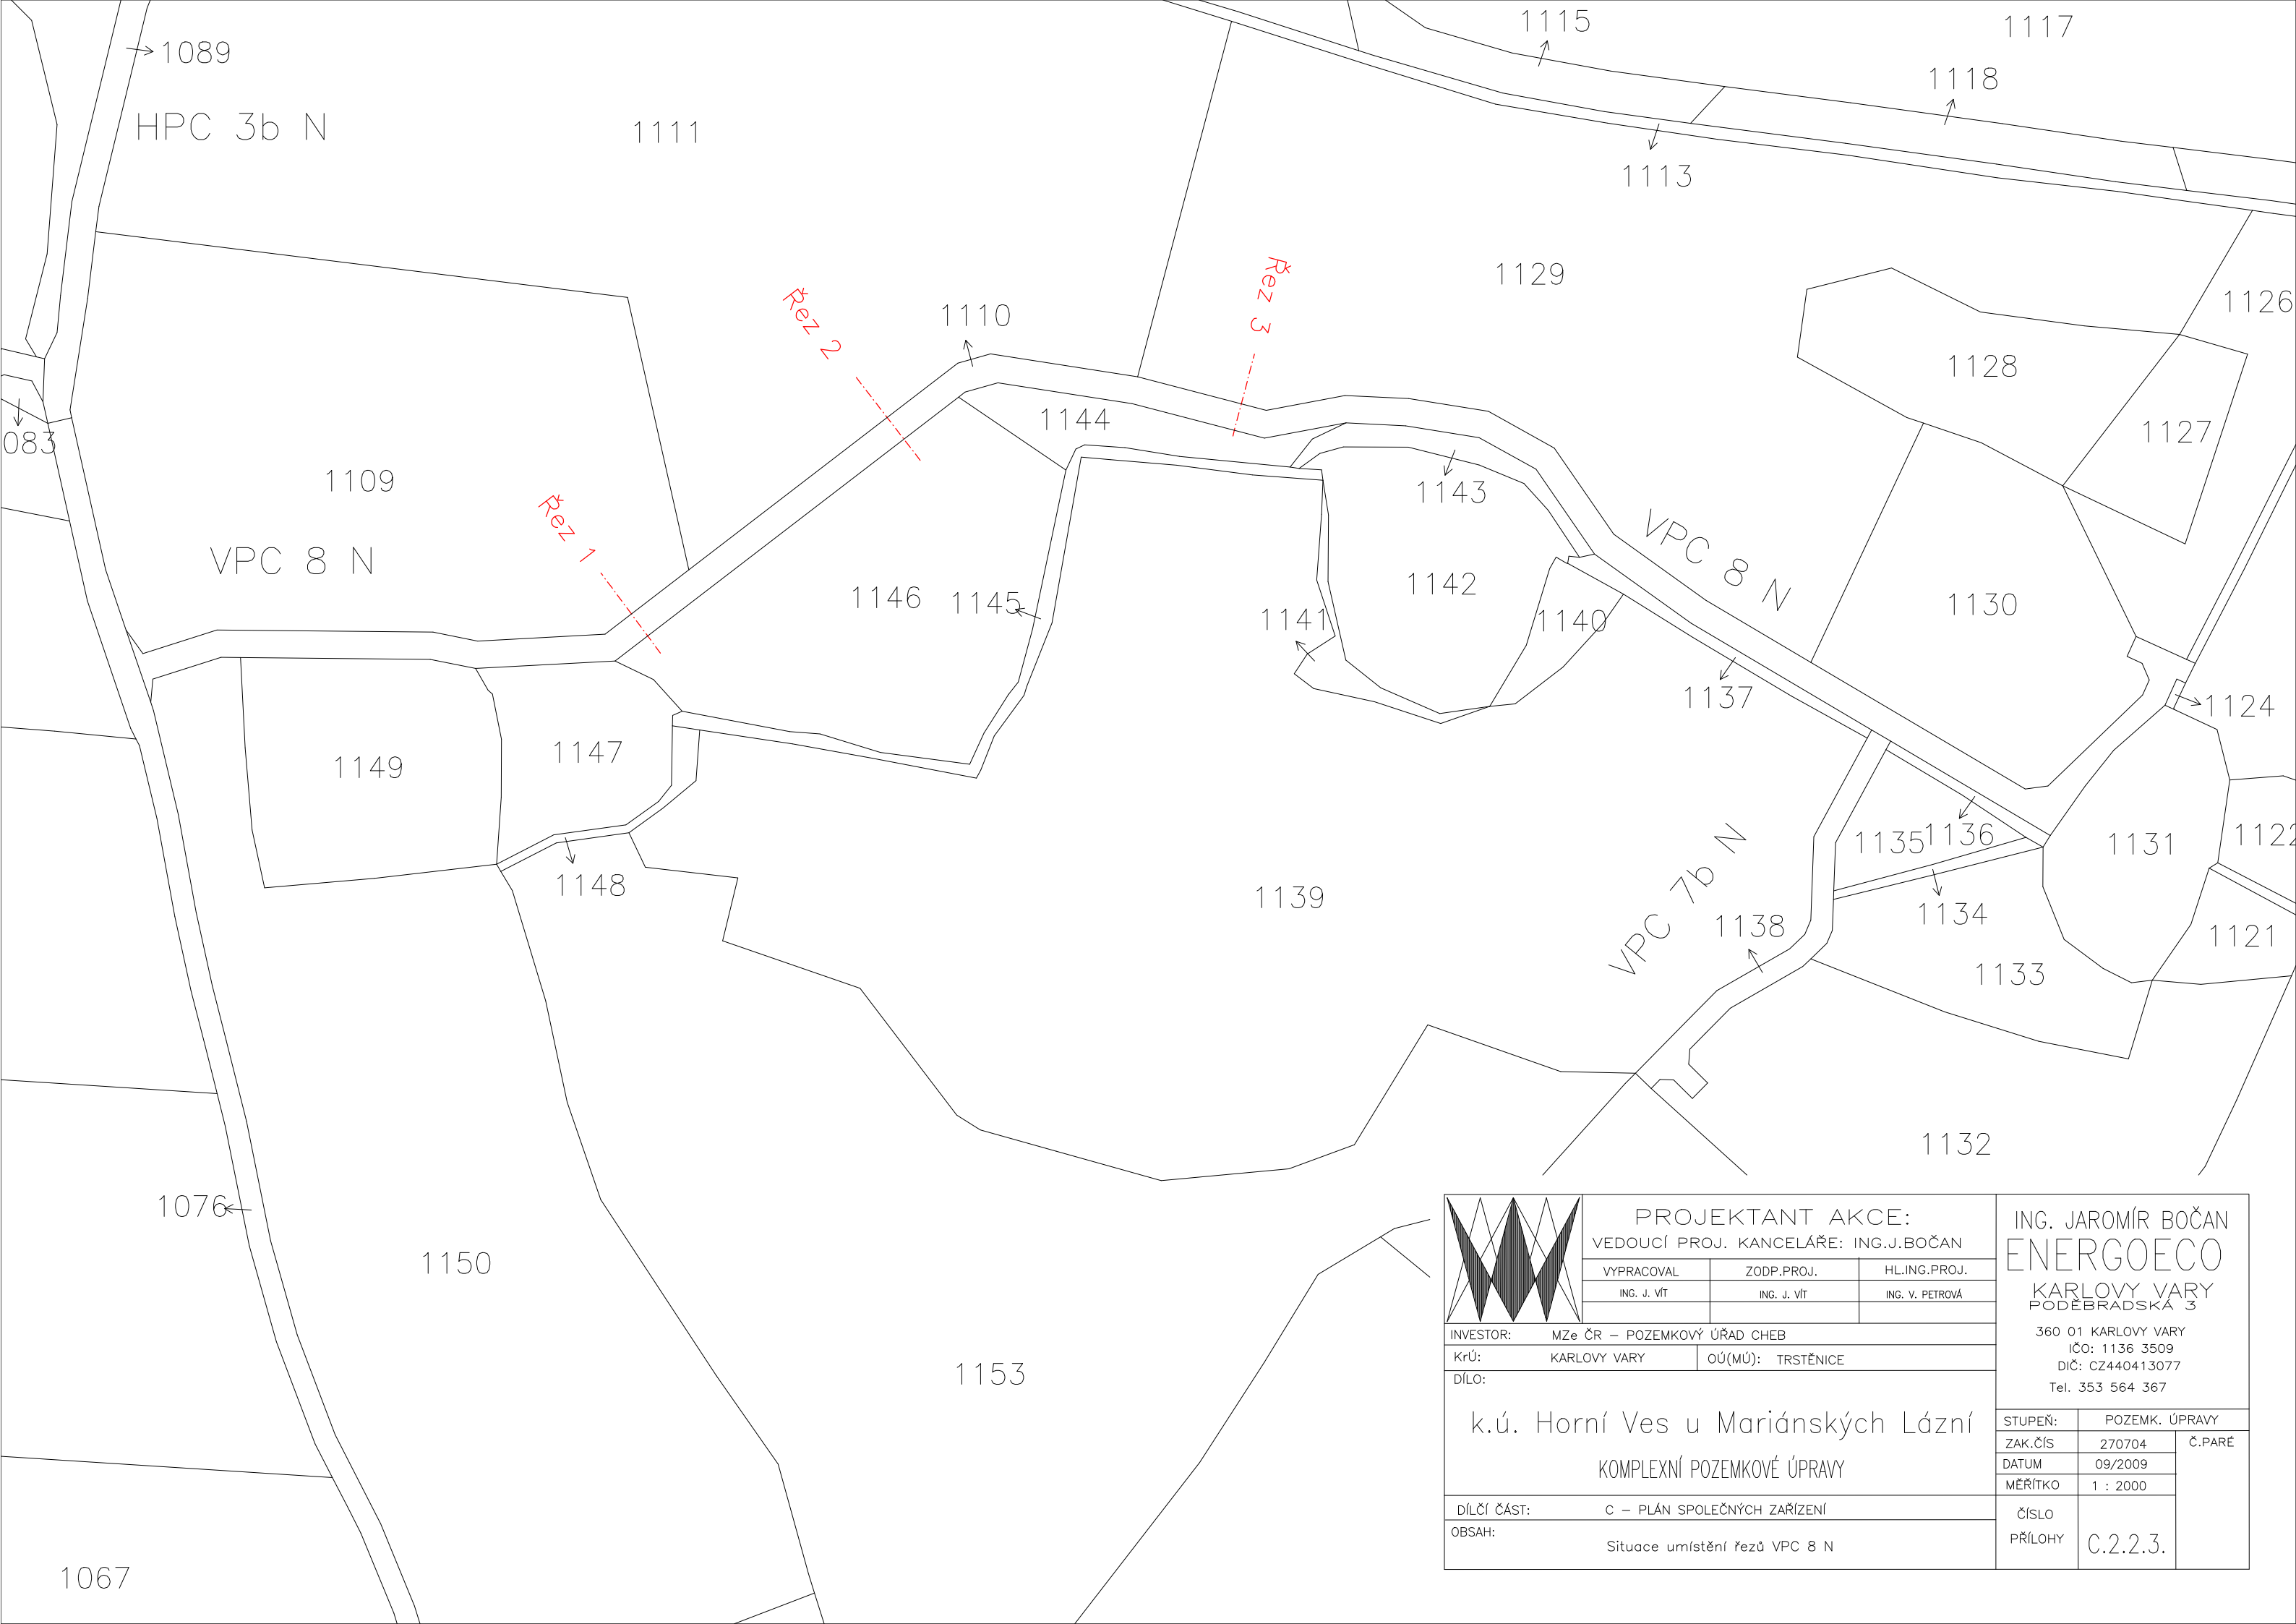 1115
1117
1089
1118
HPC 3b N
1111
1113
1129
Řez 3
Řez 2
1126
1110
1128
1144
1127
083
1109
1143
Řez 1
VPC 8 N
VPC 8 N
1142
1146
1145
1130
1141
1140
1137
1124
1147
1149
1135
1136
1131
1122
1148
1139
VPC 7b N
1138
1134
1121
1133
1132
1076
1150
1153
1067
PROJEKTANT AKCE:
VEDOUCÍ PROJ. KANCELÁŘE: ING.J.BOČAN
VYPRACOVAL ZODP.PROJ. HL.ING.PROJ.
ING. J. VÍT ING. J. VÍT ING. V. PETROVÁ
INVESTOR: MZe ČR – POZEMKOVÝ ÚŘAD CHEB
KrÚ: KARLOVY VARY OÚ(MÚ): TRSTĚNICE
DÍLO:
k.ú. Horní Ves u Mariánských Lázní
KOMPLEXNÍ POZEMKOVÉ ÚPRAVY
DÍLČÍ ČÁST: C – PLÁN SPOLEČNÝCH ZAŘÍZENÍ
OBSAH:
Situace umístění řezů VPC 8 N
ING. JAROMÍR BOČAN
ENERGOECO
KARLOVY VARY
PODĚBRADSKÁ 3
360 01 KARLOVY VARY
IČO: 1136 3509
DIČ: CZ440413077
Tel. 353 564 367
STUPEŇ: POZEMK. ÚPRAVY
ZAK.ČÍS 270704 Č.PARÉ
DATUM 09/2009
MĚŘÍTKO 1 : 2000
ČÍSLO
PŘÍLOHY C.2.2.3.